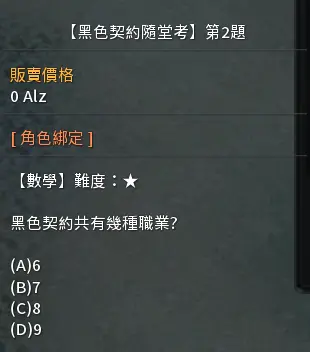 【黑色契約隨堂考】第2題
販賣價格
0 Alz
[ 角色綁定 ]
【數學】難度：★
黑色契約共有幾種職業?
(A)6
(B)7
(C)8
(D)9